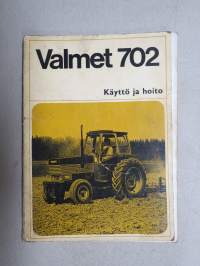 Valmet 702
Käyttö ja hoito